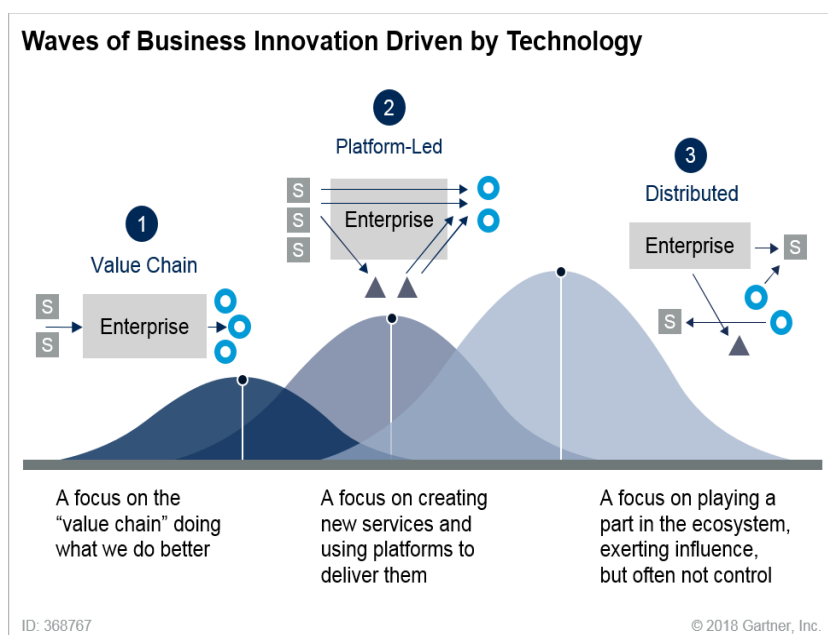 Waves of Business Innovation Driven by Technology
1
Value Chain
S
S
Enterprise
2
Platform-Led
S
S
S
Enterprise
3
Distributed
Enterprise
S
S
A focus on the
“value chain” doing
what we do better
A focus on creating
new services and
using platforms to
deliver them
A focus on playing a
part in the ecosystem,
exerting influence,
but often not control
ID: 368767
© 2018 Gartner, Inc.